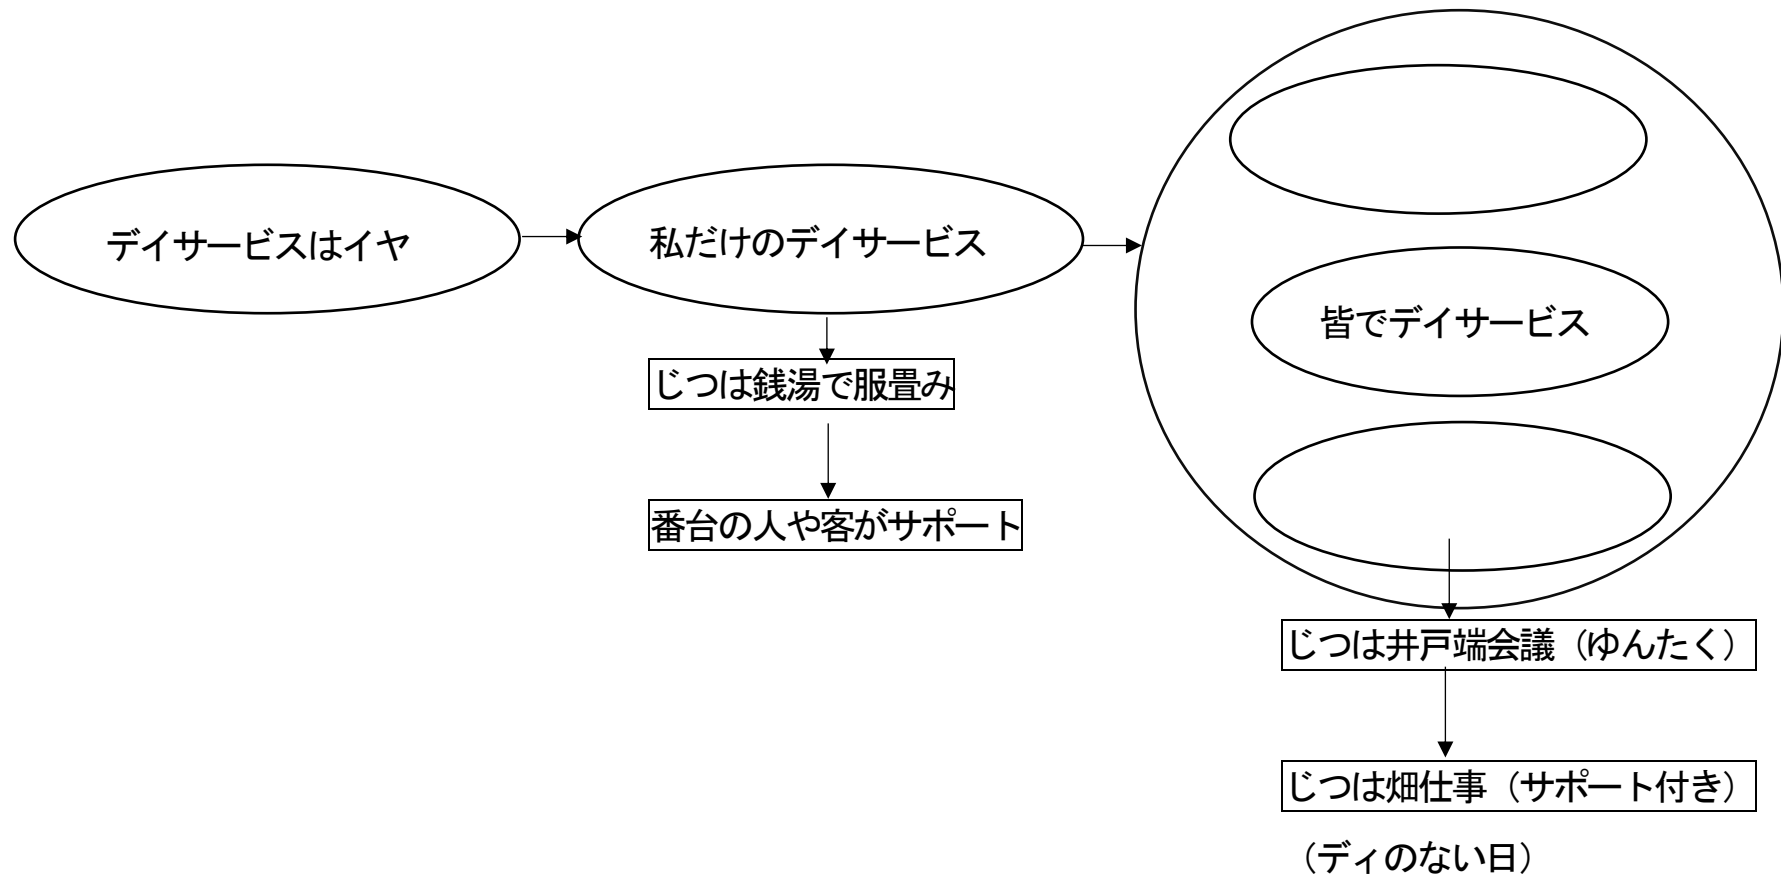 デイサービスはイヤ
私だけのデイサービス
じつは銭湯で服畳み
番台の人や客がサポート
皆でデイサービス
じつは井戸端会議（ゆんたく）
じつは畑仕事（サポート付き）
（ディのない日）